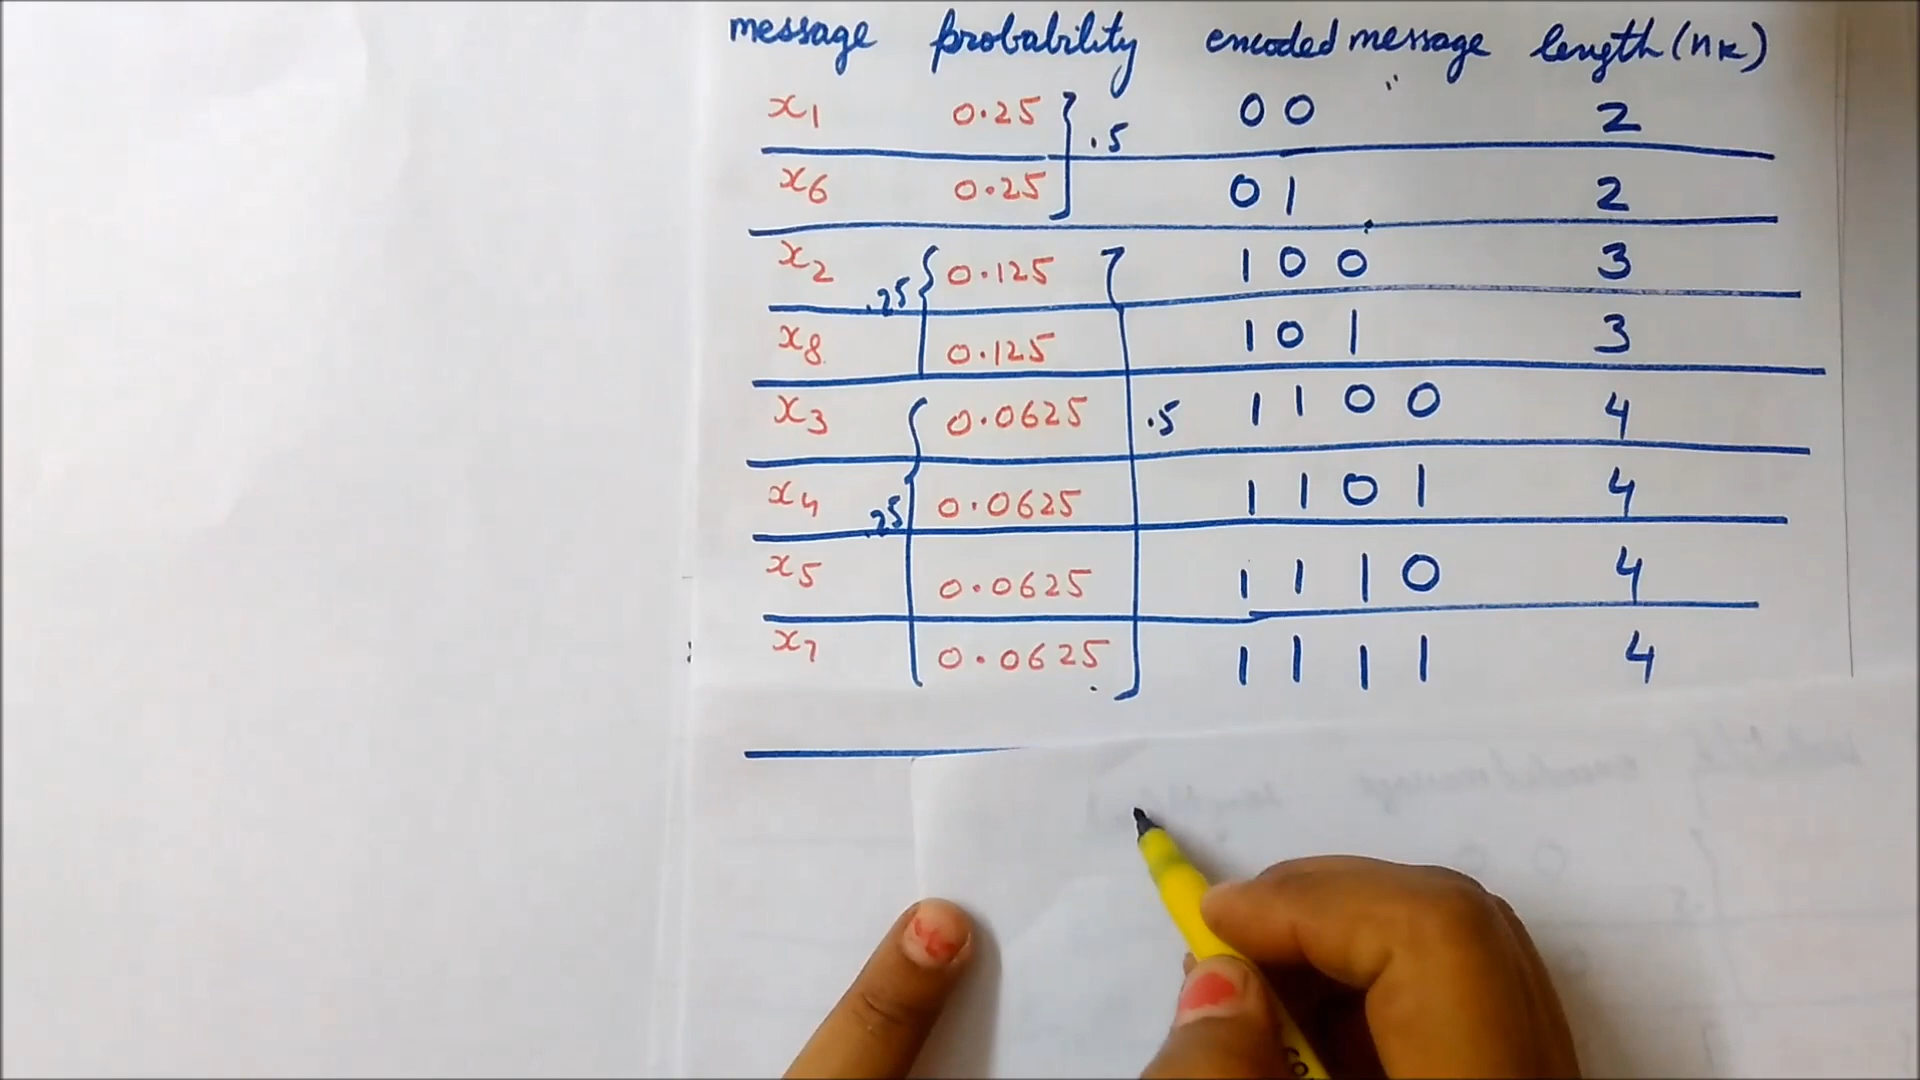 message probability encoded message length (nk)
x1 0.25 0 0 2
.5
x6 0.25 0 1 2
x2 0.125 1 0 0 3
.25
x8 0.125 1 0 1 3
x3 0.0625 .5 1 1 0 0 4
x4 0.0625 1 1 0 1 4
.25
x5 0.0625 1 1 1 0 4
x7 0.0625 1 1 1 1 4